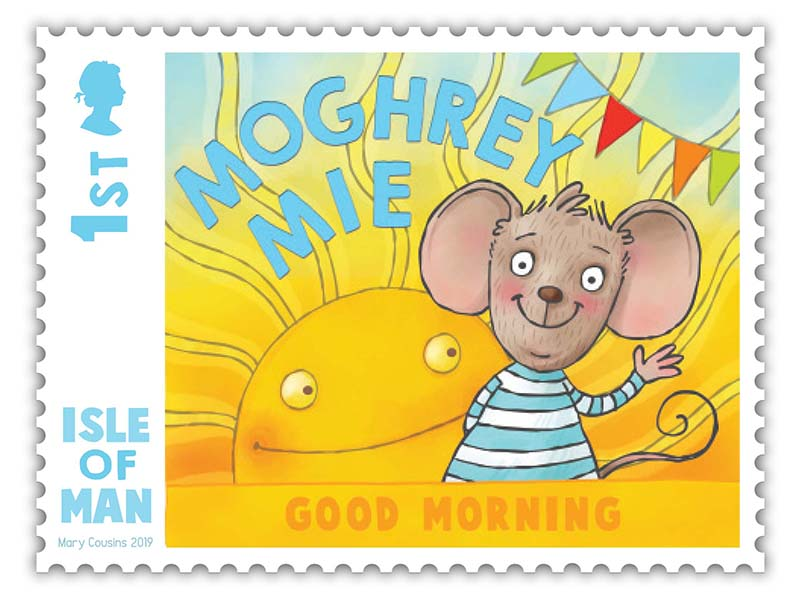 1ST
MOGHREY
MIE
ISLE
OF
MAN
Mary Cousins 2019
GOOD MORNING